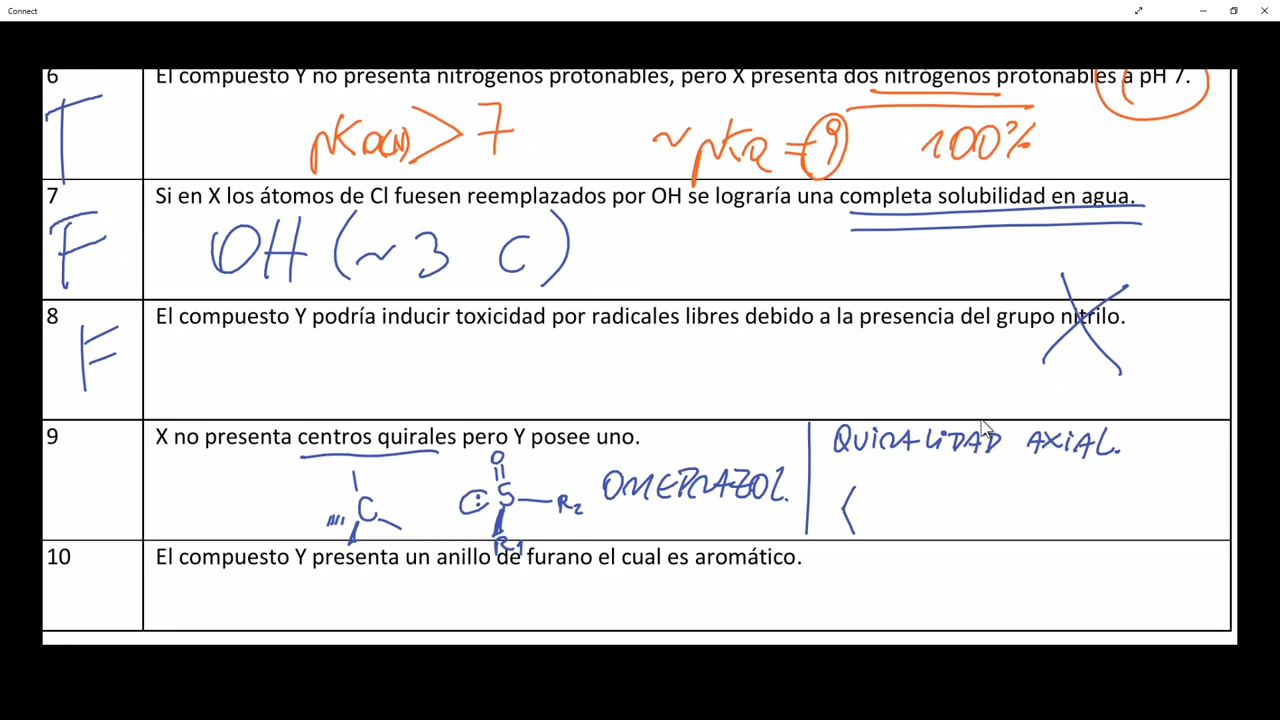 Connect
6 El compuesto Y no presenta nitrógenos protonables, pero X presenta dos nitrógenos protonables a pH 7.
T pKa(N) > 7 ~ pKa = 9 100%
7 Si en X los átomos de Cl fuesen reemplazados por OH se lograría una completa solubilidad en agua.
F OH (~ 3 C)
8 El compuesto Y podría inducir toxicidad por radicales libres debido a la presencia del grupo nitrilo.
F
9 X no presenta centros quirales pero Y posee uno.
QUIRALIDAD AXIAL.
C O S R2 R1 OMEPRAZOL
10 El compuesto Y presenta un anillo de furano el cual es aromático.